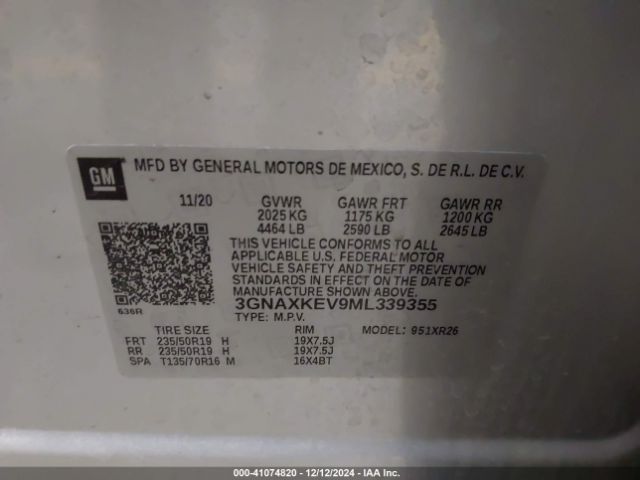 GM MFD BY GENERAL MOTORS DE MEXICO, S. DE R.L. DE C.V.
11/20 GVWR GAWR FRT GAWR RR
2025 KG 1175 KG 1200 KG
4464 LB 2590 LB 2645 LB
THIS VEHICLE CONFORMS TO ALL
APPLICABLE U.S. FEDERAL MOTOR
VEHICLE SAFETY AND THEFT PREVENTION
STANDARDS IN EFFECT ON THE DATE OF
MANUFACTURE SHOWN ABOVE.
636R 3GNAXKEV9ML339355
TYPE: M.P.V. MODEL: 951XR26
TIRE SIZE RIM
FRT 235/50R19 H 19X7.5J
RR 235/50R19 H 19X7.5J
SPA T135/70R16 M 16X4BT
000-41074820 - 12/12/2024 - IAA Inc.